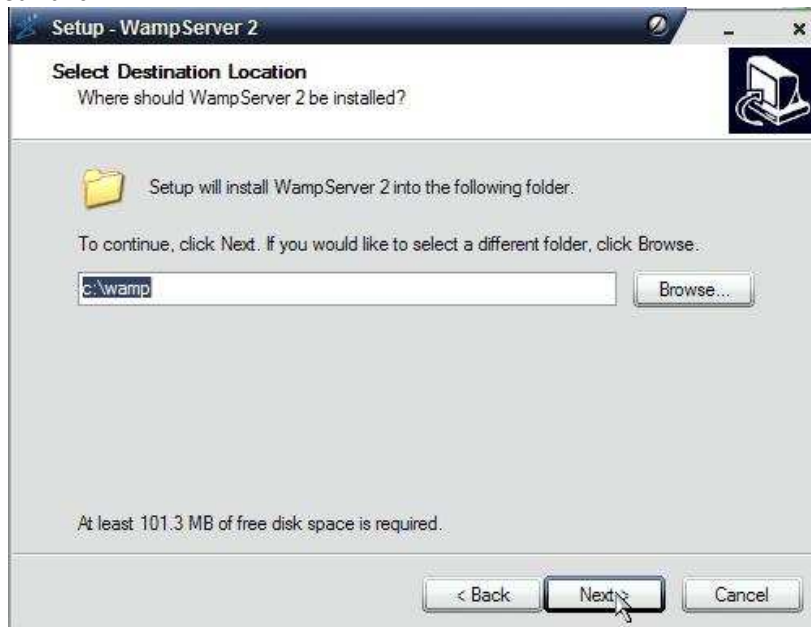 Setup - WampServer 2
Select Destination Location
Where should WampServer 2 be installed?
Setup will install WampServer 2 into the following folder.
To continue, click Next. If you would like to select a different folder, click Browse.
c:\wamp
Browse...
At least 101.3 MB of free disk space is required.
< Back
Next >
Cancel